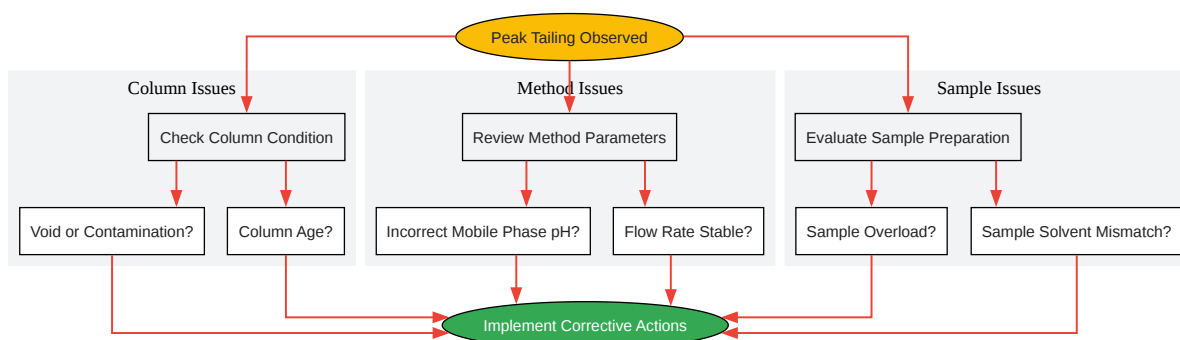 Peak Tailing Observed
Column Issues
Method Issues
Sample Issues
Check Column Condition
Review Method Parameters
Evaluate Sample Preparation
Void or Contamination?
Column Age?
Incorrect Mobile Phase pH?
Flow Rate Stable?
Sample Overload?
Sample Solvent Mismatch?
Implement Corrective Actions